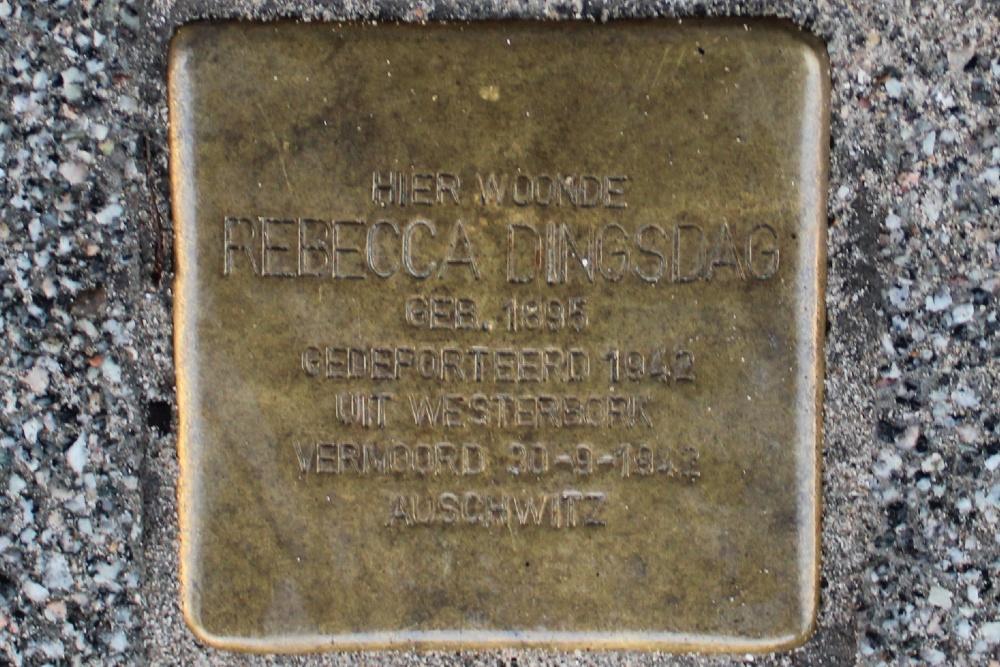 HIER WOONDE
REBECCA DINGSDAG
GEB. 1895
GEDEPORTEERD 1942
UIT WESTERBORK
VERMOORD 30-9-1942
AUSCHWITZ